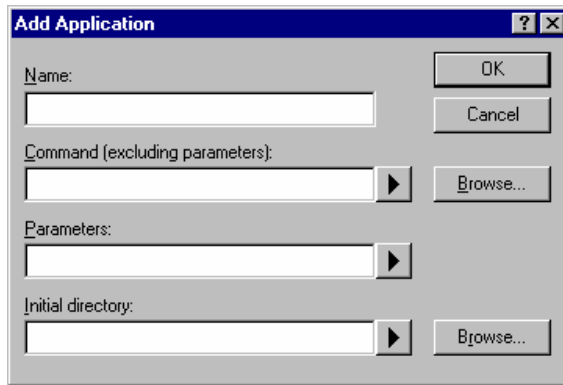 Add Application
Name:
OK
Cancel
Command (excluding parameters):
Browse...
Parameters:
Initial directory:
Browse...